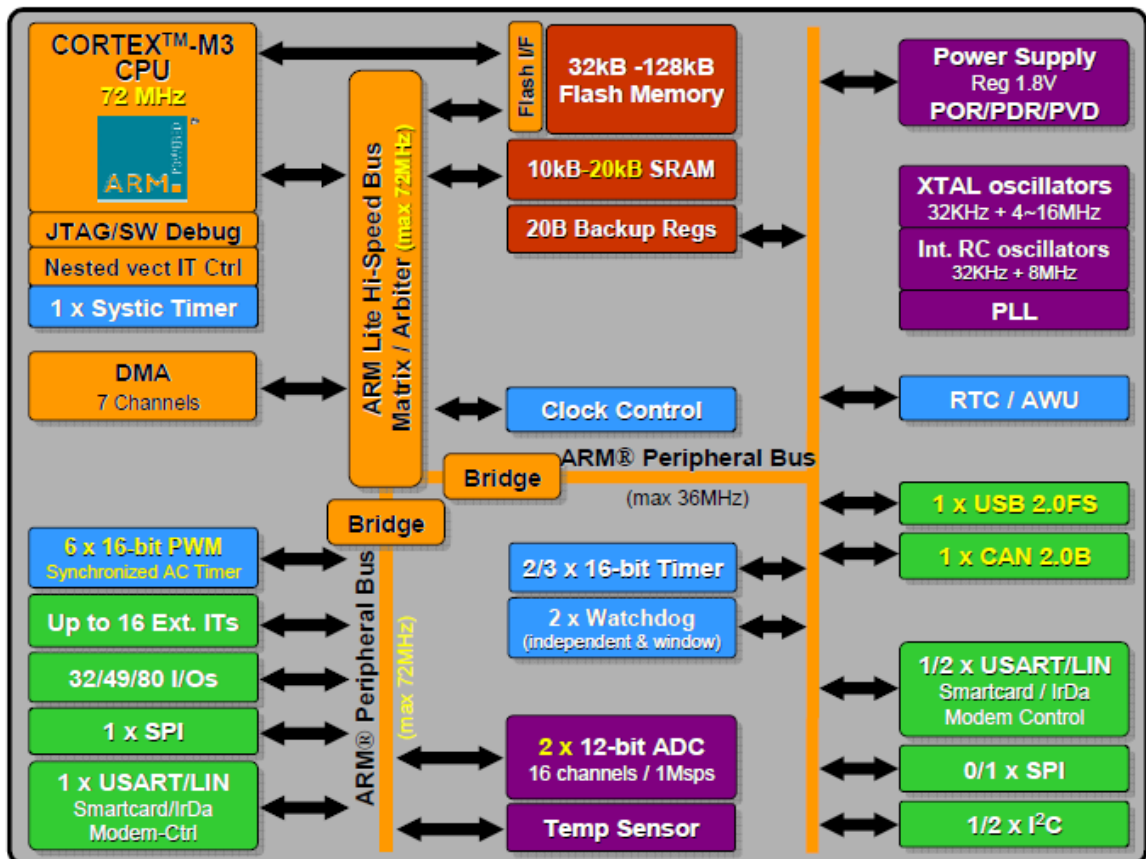 CORTEX™-M3
CPU
72 MHz
ARM
POWERED
™
JTAG/SW Debug
Nested vect IT Ctrl
1 x Systic Timer
DMA
7 Channels
ARM Lite Hi-Speed Bus
Matrix / Arbiter (max 72MHz)
Flash I/F
32kB -128kB
Flash Memory
10kB-20kB SRAM
20B Backup Regs
Clock Control
ARM® Peripheral Bus
(max 36MHz)
Bridge
Bridge
Power Supply
Reg 1.8V
POR/PDR/PVD
XTAL oscillators
32KHz + 4~16MHz
Int. RC oscillators
32KHz + 8MHz
PLL
RTC / AWU
1 x USB 2.0FS
1 x CAN 2.0B
6 x 16-bit PWM
Synchronized AC Timer
Up to 16 Ext. ITs
32/49/80 I/Os
1 x SPI
1 x USART/LIN
Smartcard/IrDa
Modem-Ctrl
ARM® Peripheral Bus
(max 72MHz)
2/3 x 16-bit Timer
2 x Watchdog
(independent & window)
2 x 12-bit ADC
16 channels / 1Msps
Temp Sensor
1/2 x USART/LIN
Smartcard / IrDa
Modem Control
0/1 x SPI
1/2 x I²C